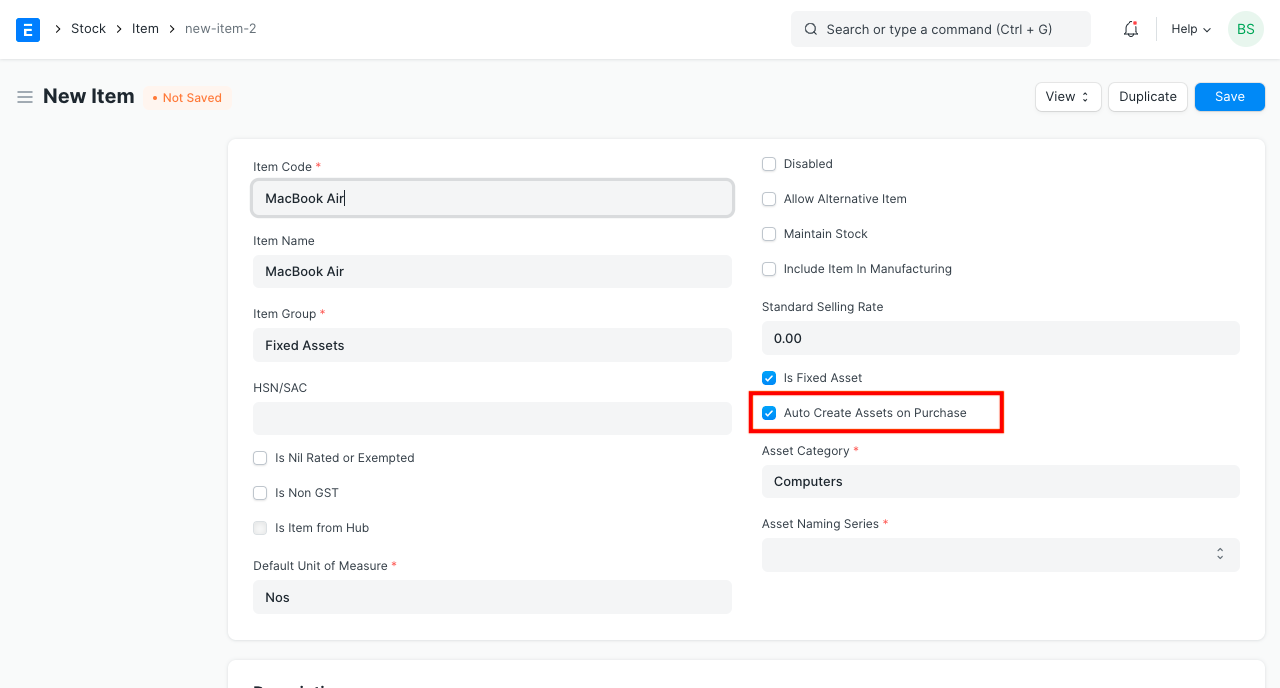 E
Stock
Item
new-item-2
Search or type a command (Ctrl + G)
Help
BS
New Item
• Not Saved
View
Duplicate
Save
Item Code *
MacBook Air
Item Name
MacBook Air
Item Group *
Fixed Assets
HSN/SAC
Is Nil Rated or Exempted
Is Non GST
Is Item from Hub
Default Unit of Measure *
Nos
Disabled
Allow Alternative Item
Maintain Stock
Include Item In Manufacturing
Standard Selling Rate
0.00
Is Fixed Asset
Auto Create Assets on Purchase
Asset Category *
Computers
Asset Naming Series *